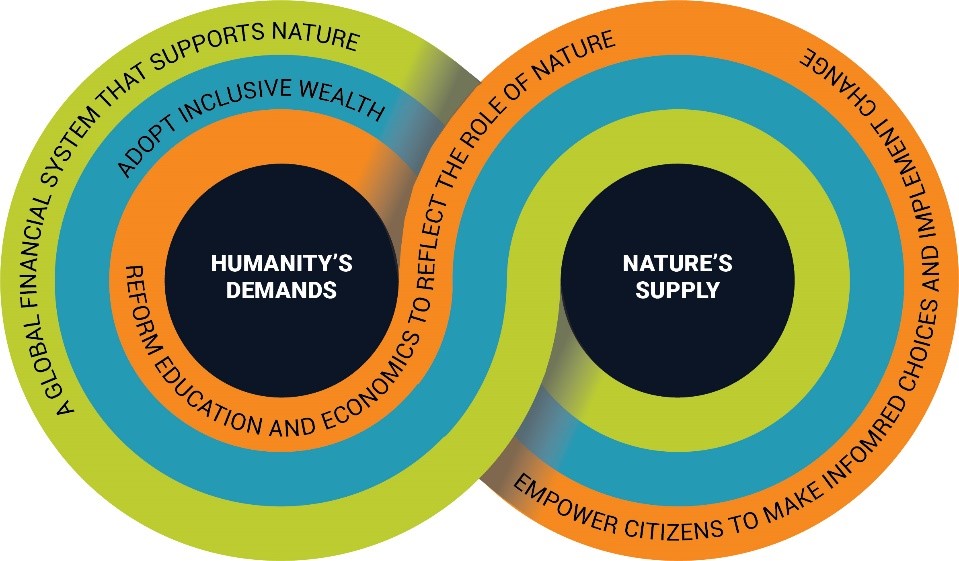 A GLOBAL FINANCIAL SYSTEM THAT SUPPORTS NATURE
ADOPT INCLUSIVE WEALTH
REFORM EDUCATION AND ECONOMICS TO REFLECT THE ROLE OF NATURE
HUMANITY'S
DEMANDS
NATURE'S
SUPPLY
EMPOWER CITIZENS TO MAKE INFOMRED CHOICES AND IMPLEMENT CHANGE